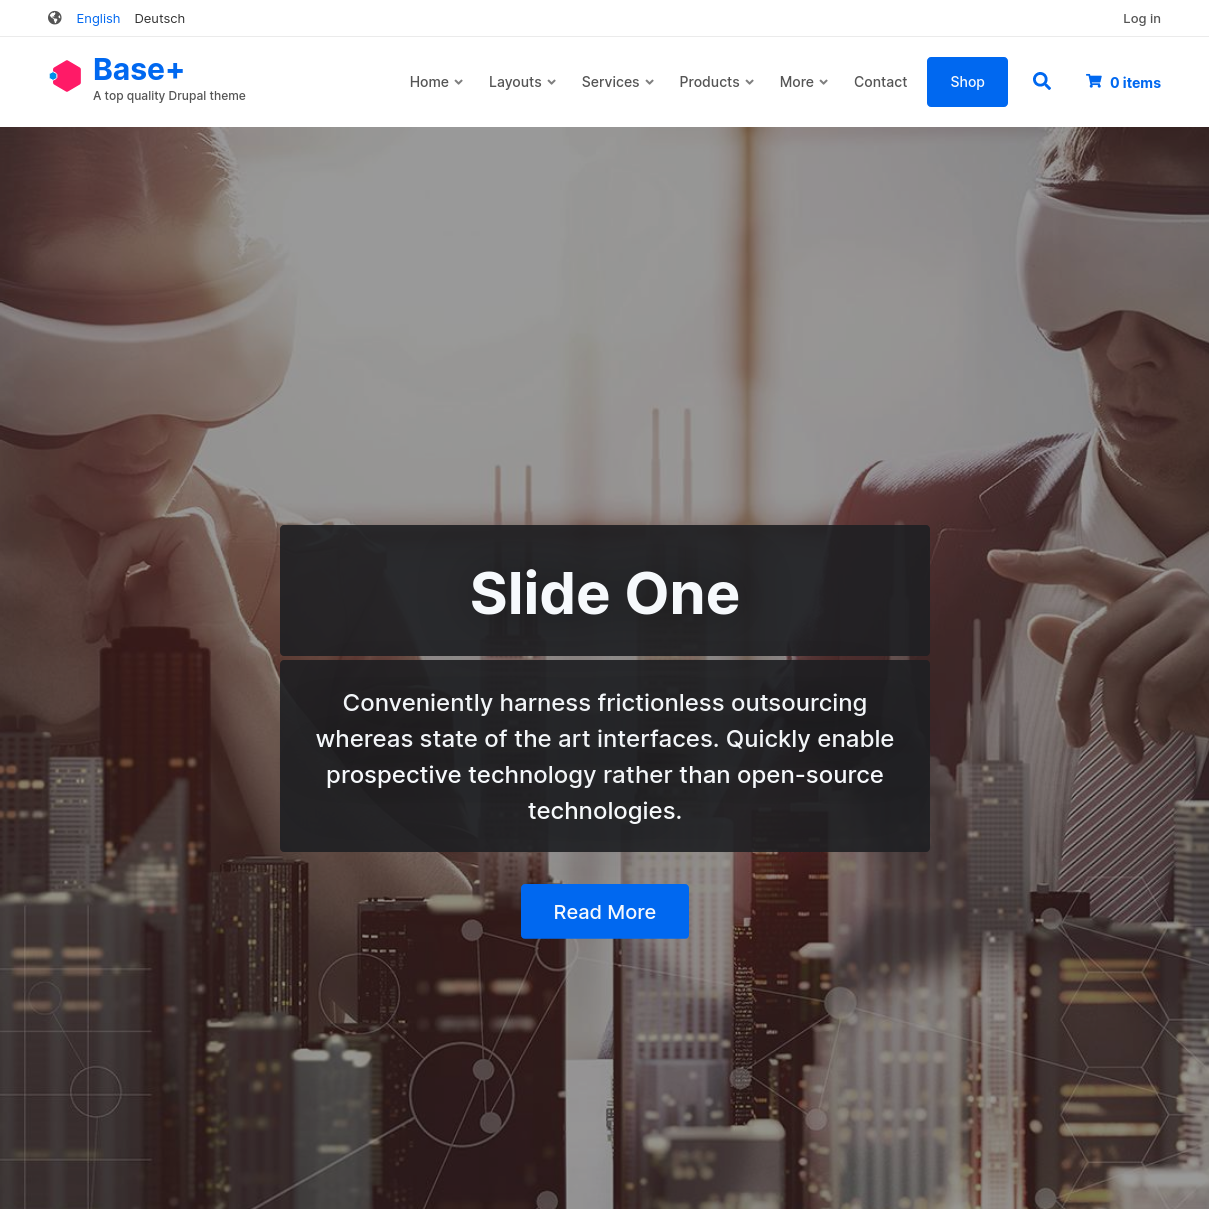 English Deutsch Log in
Base+
A top quality Drupal theme
Home Layouts Services Products More Contact Shop 0 items
Slide One
Conveniently harness frictionless outsourcing
whereas state of the art interfaces. Quickly enable
prospective technology rather than open-source
technologies.
Read More